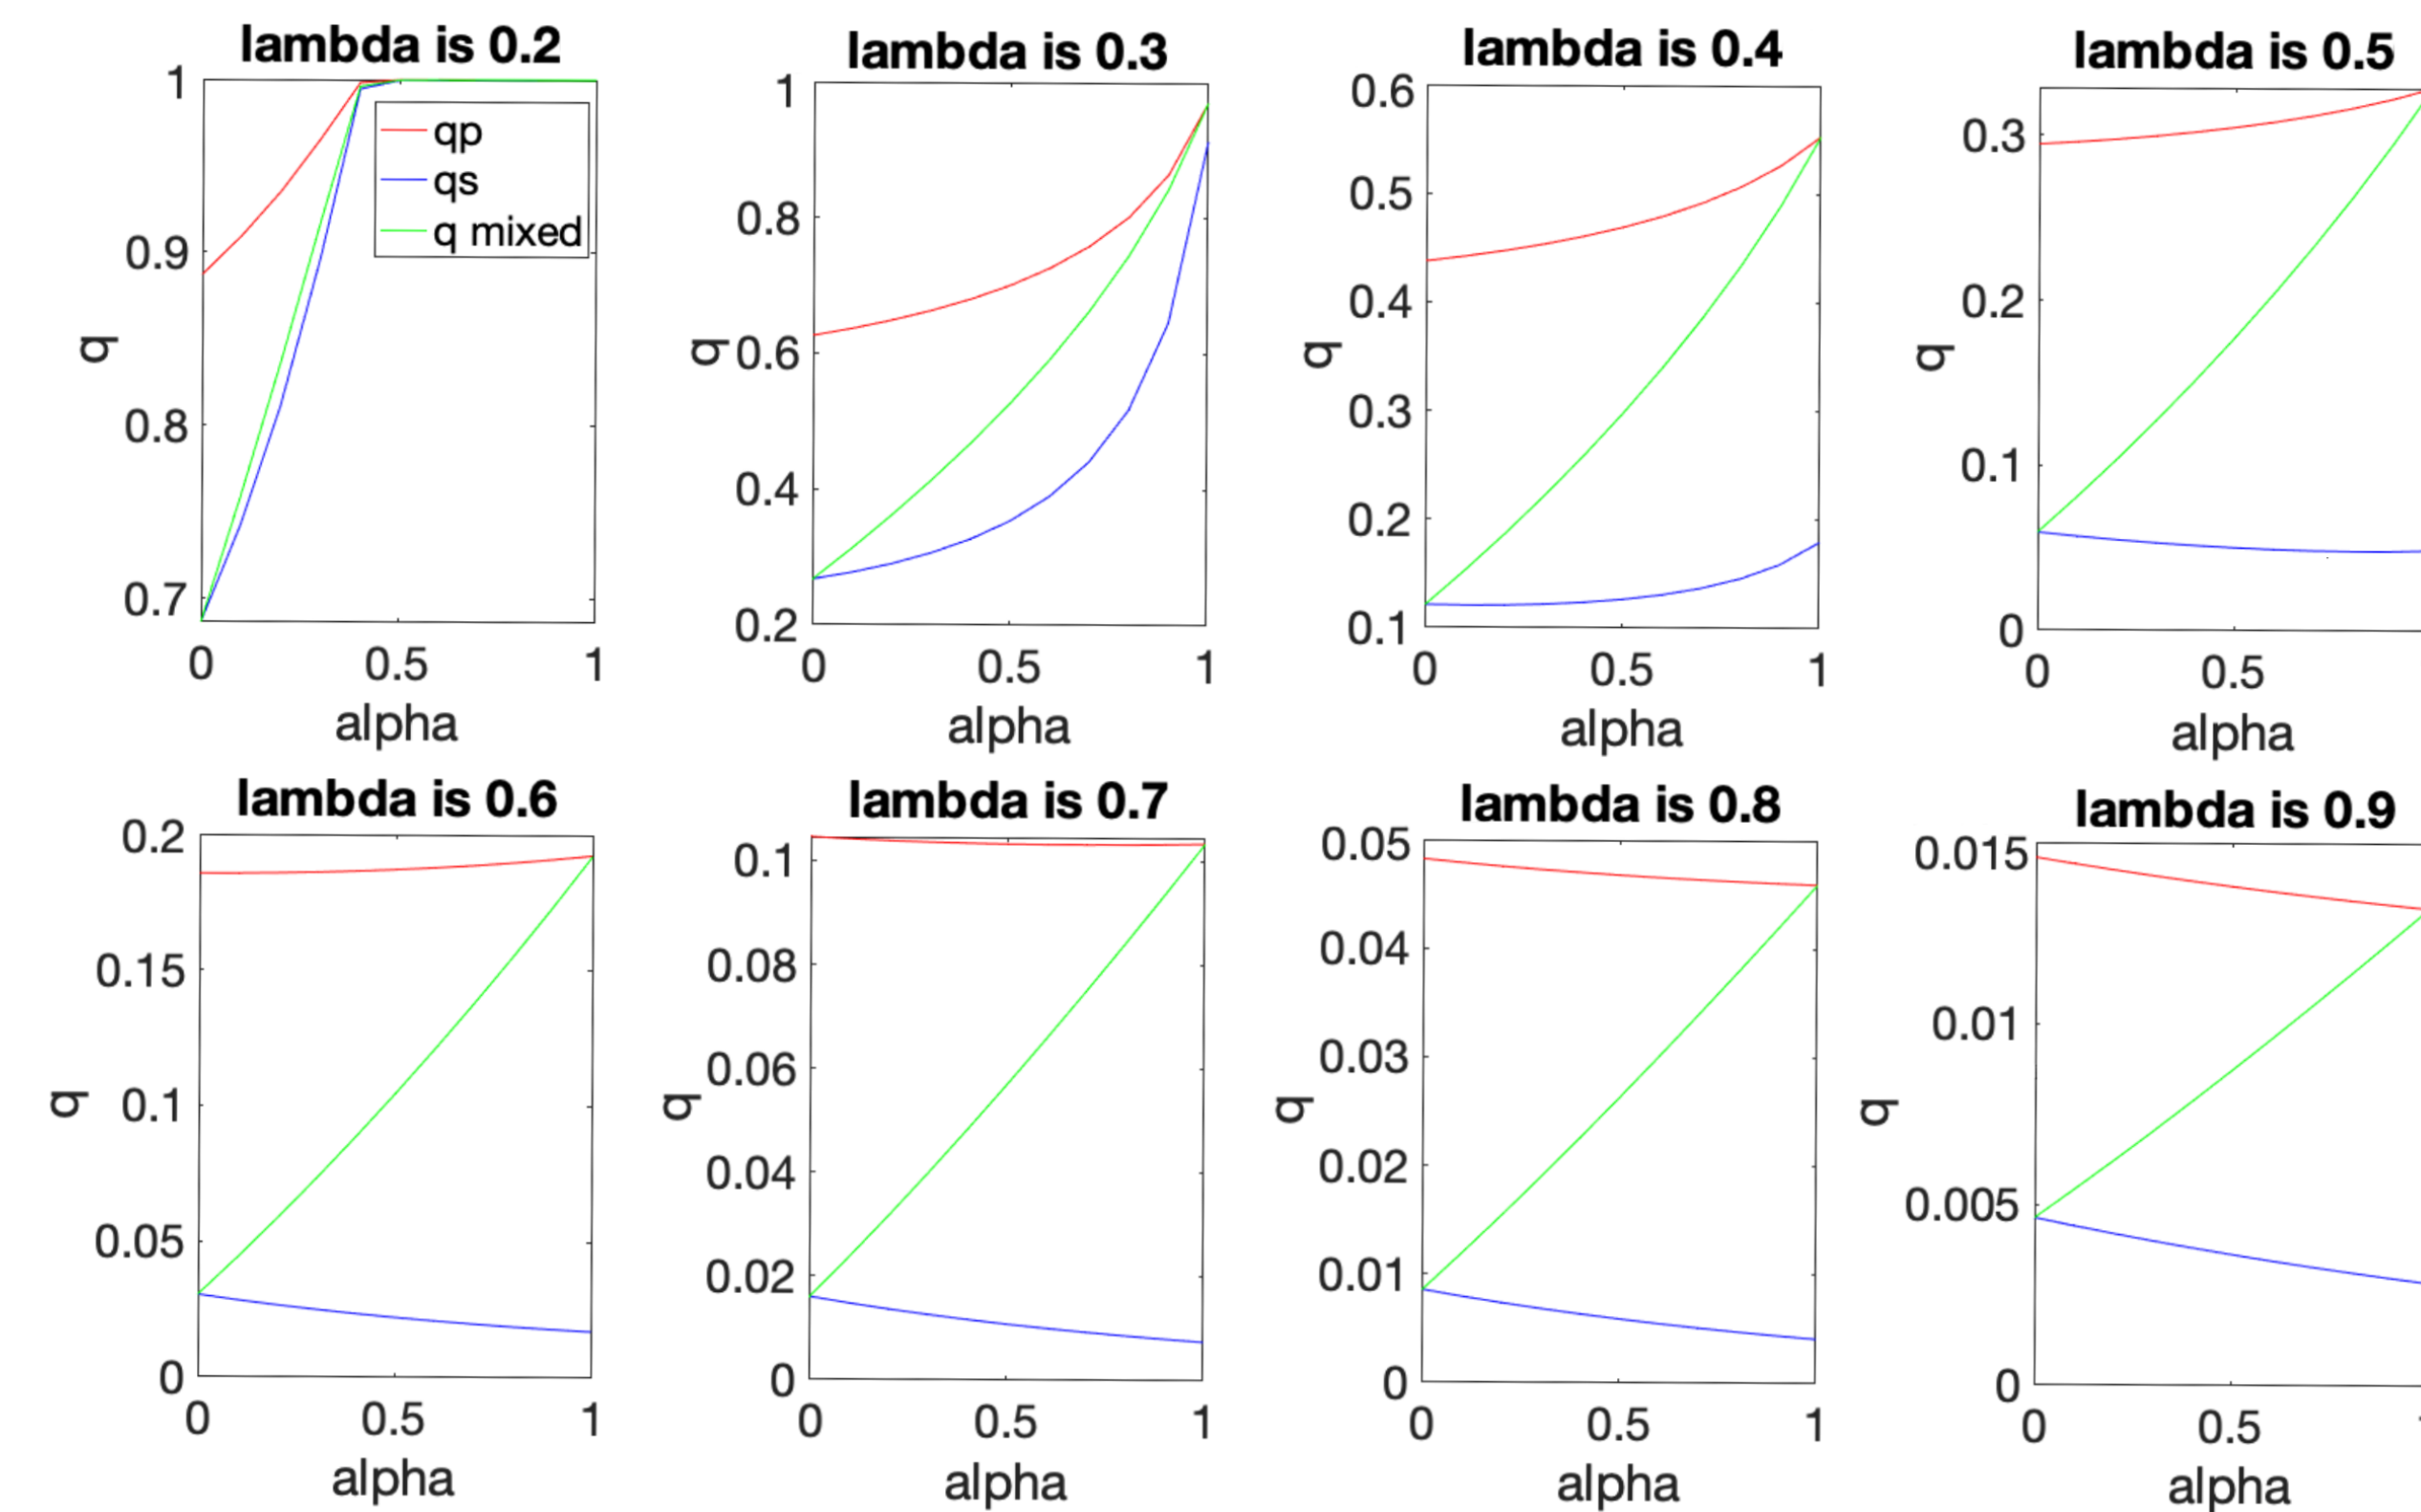 lambda is 0.2
1
0.9
0.8
0.7
q
qp
qs
q mixed
0 0.5 1
alpha
lambda is 0.3
1
0.8
0.6
0.4
0.2
q
0 0.5 1
alpha
lambda is 0.4
0.6
0.5
0.4
0.3
0.2
0.1
q
0 0.5 1
alpha
lambda is 0.5
0.3
0.2
0.1
0
q
0 0.5
alpha
lambda is 0.6
0.2
0.15
0.1
0.05
0
q
0 0.5 1
alpha
lambda is 0.7
0.1
0.08
0.06
0.04
0.02
0
q
0 0.5 1
alpha
lambda is 0.8
0.05
0.04
0.03
0.02
0.01
0
q
0 0.5 1
alpha
lambda is 0.9
0.015
0.01
0.005
0
q
0 0.5
alpha